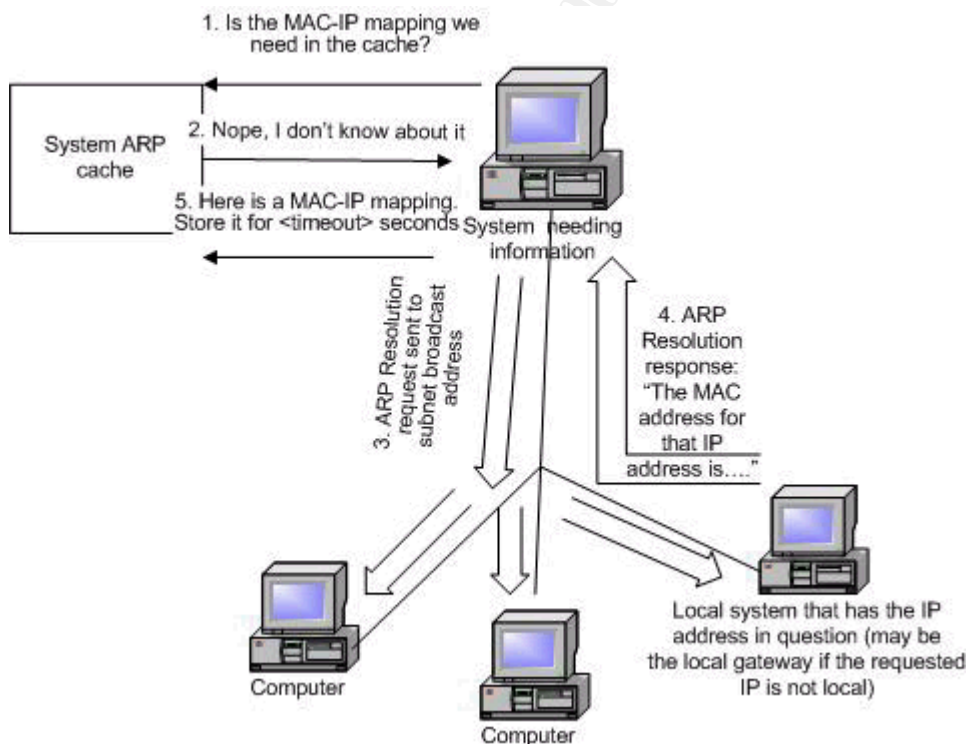 1. Is the MAC-IP mapping we
need in the cache?
System ARP
cache
2. Nope, I don't know about it
5. Here is a MAC-IP mapping.
Store it for <timeout> seconds
System needing
information
3. ARP Resolution
request sent to
subnet broadcast
address
4. ARP
Resolution
response:
“The MAC
address for
that IP
address is....”
Computer
Computer
Local system that has the IP
address in question (may be
the local gateway if the requested
IP is not local)